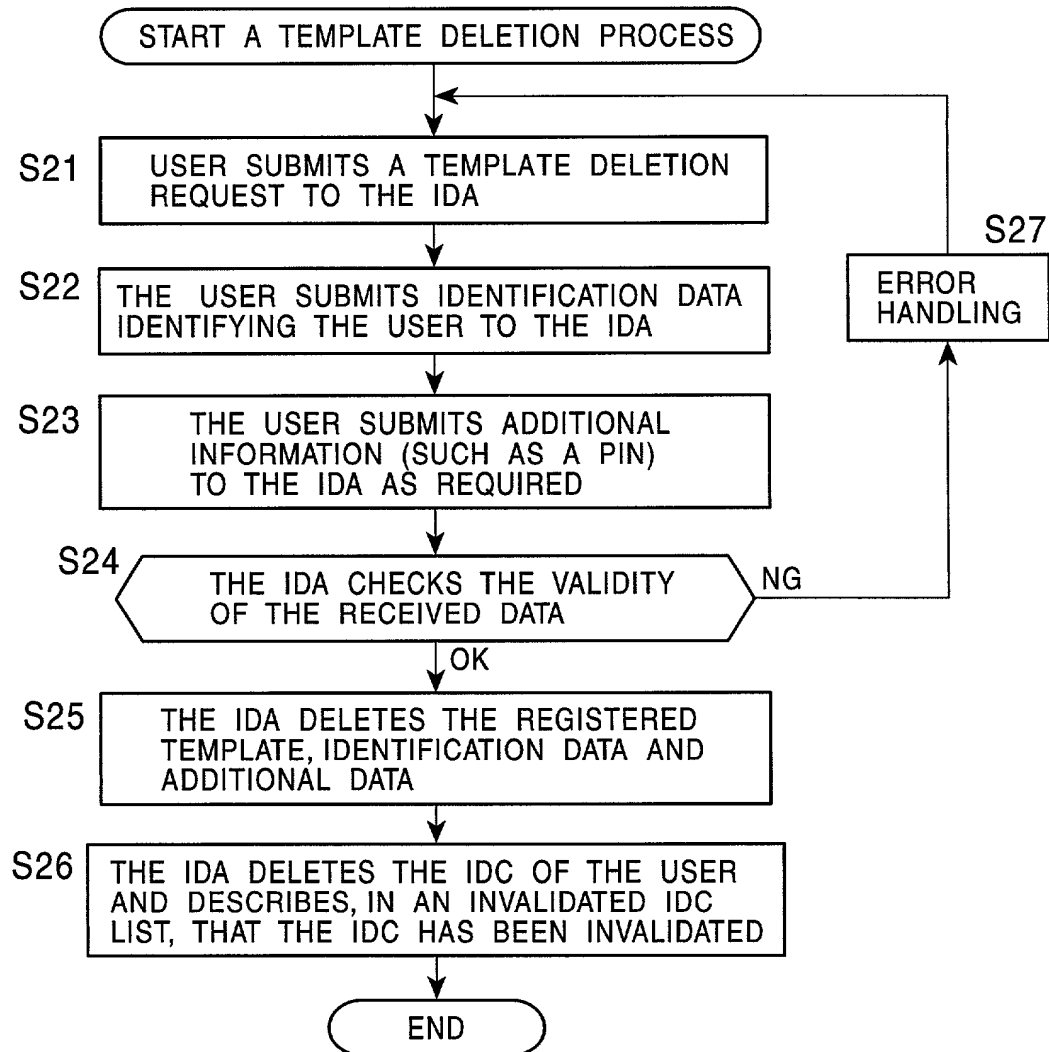 START A TEMPLATE DELETION PROCESS
S21
USER SUBMITS A TEMPLATE DELETION
REQUEST TO THE IDA
S27
ERROR
HANDLING
S22
THE USER SUBMITS IDENTIFICATION DATA
IDENTIFYING THE USER TO THE IDA
S23
THE USER SUBMITS ADDITIONAL
INFORMATION (SUCH AS A PIN)
TO THE IDA AS REQUIRED
S24
THE IDA CHECKS THE VALIDITY
OF THE RECEIVED DATA
NG
OK
S25
THE IDA DELETES THE REGISTERED
TEMPLATE, IDENTIFICATION DATA AND
ADDITIONAL DATA
S26
THE IDA DELETES THE IDC OF THE USER
AND DESCRIBES, IN AN INVALIDATED IDC
LIST, THAT THE IDC HAS BEEN INVALIDATED
END